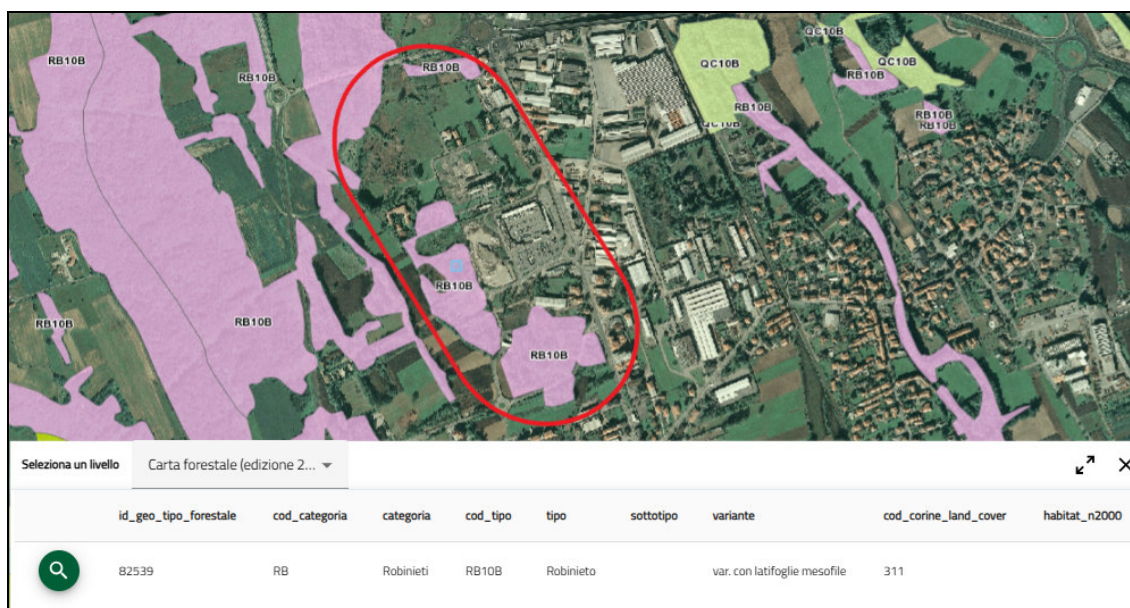 QC10B
RB10B
RB10B
RB10B
QC10B
QC10B
RB10B
RB10B
QC10B
RB10B
RB10B
RB10B
RB10B
RB10B
RB10B
Seleziona un livello
Carta forestale (edizione 2...
id_geo_tipo_forestale cod_categoria categoria cod_tipo tipo sottotipo variante cod_corine_land_cover habitat_n2000
82539 RB Robinieti RB10B Robinieto var. con latifoglie mesofile 311